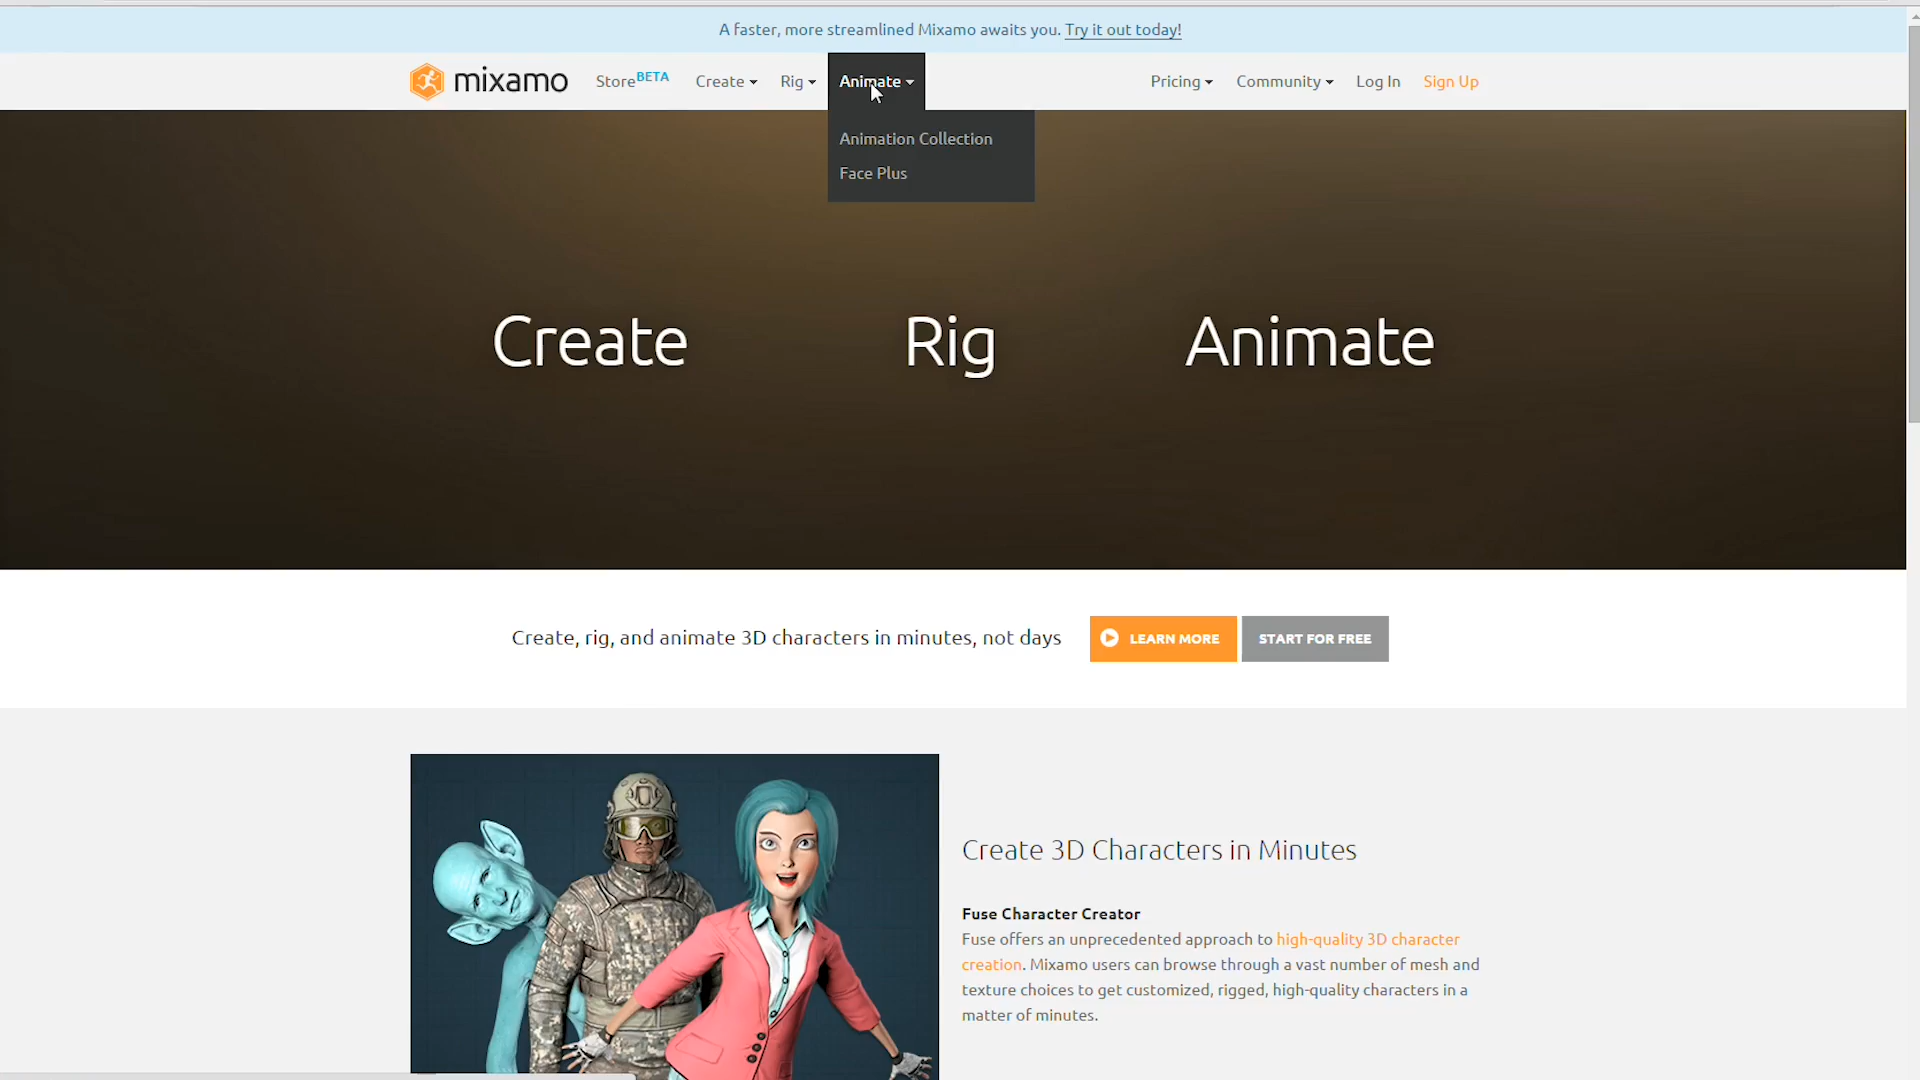 A faster, more streamlined Mixamo awaits you. Try it out today!
mixamo StoreBETA Create Rig Animate Pricing Community Log In Sign Up
Animation Collection
Face Plus
Create Rig Animate
Create, rig, and animate 3D characters in minutes, not days LEARN MORE START FOR FREE
Create 3D Characters in Minutes
Fuse Character Creator
Fuse offers an unprecedented approach to high-quality 3D character
creation. Mixamo users can browse through a vast number of mesh and
texture choices to get customized, rigged, high-quality characters in a
matter of minutes.